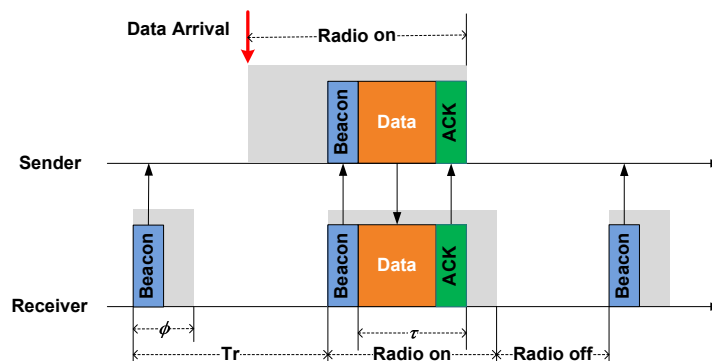 Data Arrival
Radio on
Beacon
Data
ACK
Sender
Beacon
Beacon
Data
ACK
Beacon
Receiver
ϕ
τ
Tr
Radio on
Radio off